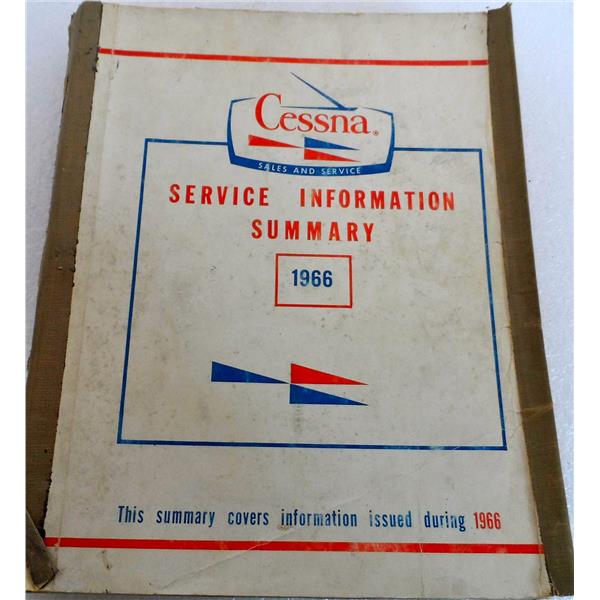 Cessna®
SALES AND SERVICE
SERVICE INFORMATION
SUMMARY
1966
This summary covers information issued during 1966